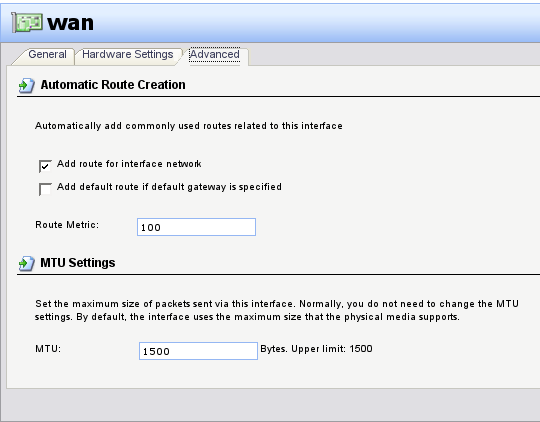 wan
General Hardware Settings Advanced
Automatic Route Creation
Automatically add commonly used routes related to this interface
Add route for interface network
Add default route if default gateway is specified
Route Metric: 100
MTU Settings
Set the maximum size of packets sent via this interface. Normally, you do not need to change the MTU
settings. By default, the interface uses the maximum size that the physical media supports.
MTU: 1500 Bytes. Upper limit: 1500